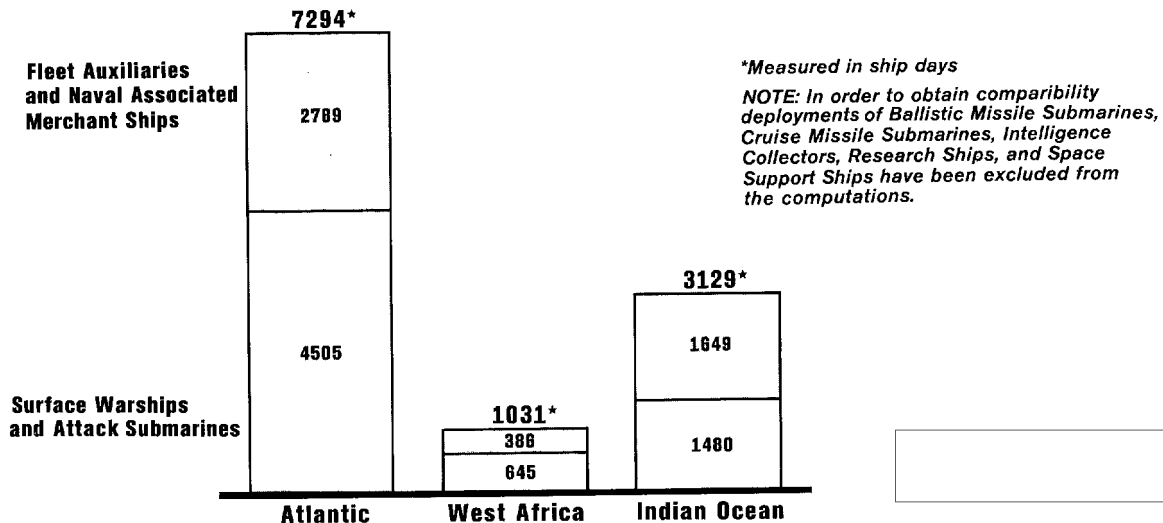 7294*
Fleet Auxiliaries
and Naval Associated
Merchant Ships
2789
*Measured in ship days
NOTE: In order to obtain comparibility
deployments of Ballistic Missile Submarines,
Cruise Missile Submarines, Intelligence
Collectors, Research Ships, and Space
Support Ships have been excluded from
the computations.
3129*
4505
1649
Surface Warships
and Attack Submarines
1031*
386
645
1480
Atlantic
West Africa
Indian Ocean